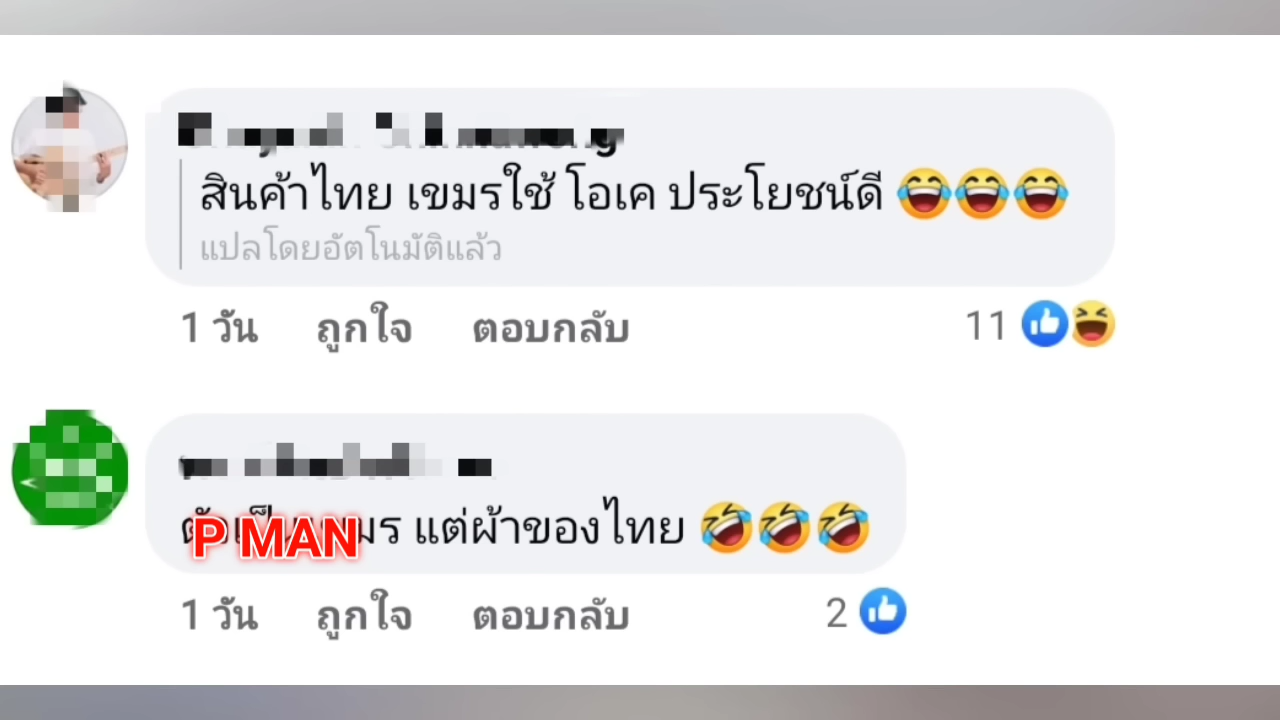 สินค้าไทย เขมรใช้ โอเค ประโยชน์ดี 😂😂😂
แปลโดยอัตโนมัติแล้ว
1 วัน ถูกใจ ตอบกลับ 11
แต่ผ้าของไทย 🤣🤣🤣
P MAN
1 วัน ถูกใจ ตอบกลับ 2